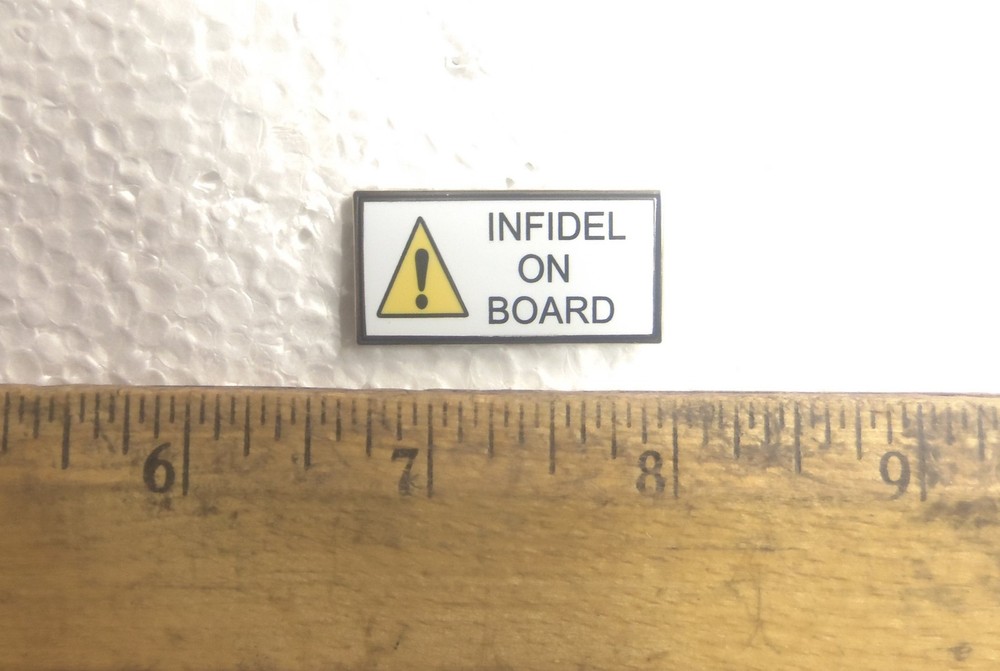 INFIDEL
ON
BOARD
6 7 8 9